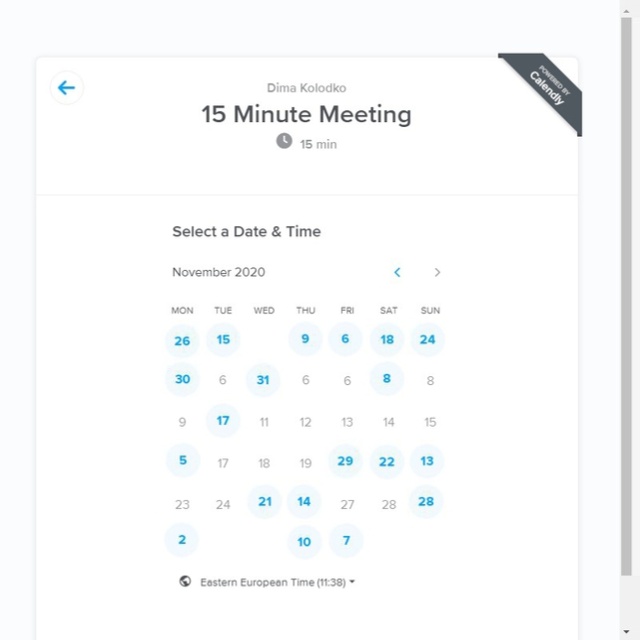 POWERED BY
Calendly
Dima Kolodko
15 Minute Meeting
15 min
Select a Date & Time
November 2020
MON TUE WED THU FRI SAT SUN
26 15 9 6 18 24
30 6 31 6 6 8 8
9 17 11 12 13 14 15
5 17 18 19 29 22 13
23 24 21 14 27 28 28
2 10 7
Eastern European Time (11:38)